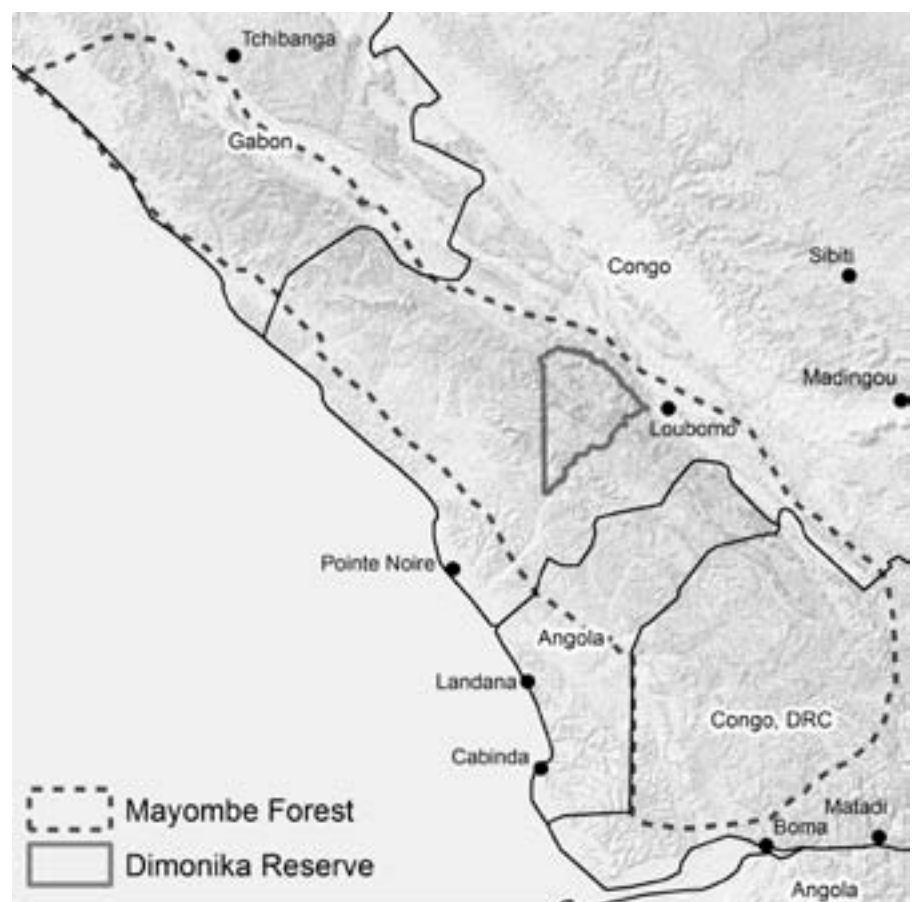 Tchibanga
Gabon
Congo
Sibiti
Madingou
Loubomo
Pointe Noire
Angola
Landana
Congo, DRC
Cabinda
Matadi
Mayombe Forest
Boma
Dimonika Reserve
Angola